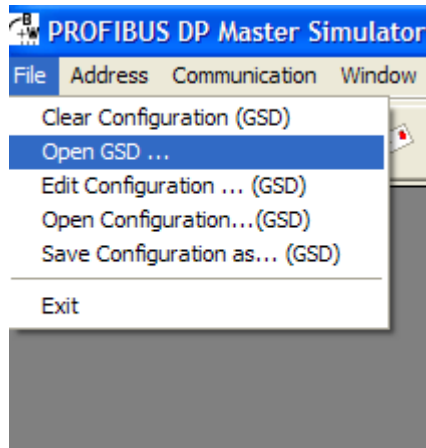 B+W PROFIBUS DP Master Simulator
File Address Communication Window
Clear Configuration (GSD)
Open GSD ...
Edit Configuration ... (GSD)
Open Configuration...(GSD)
Save Configuration as... (GSD)
Exit